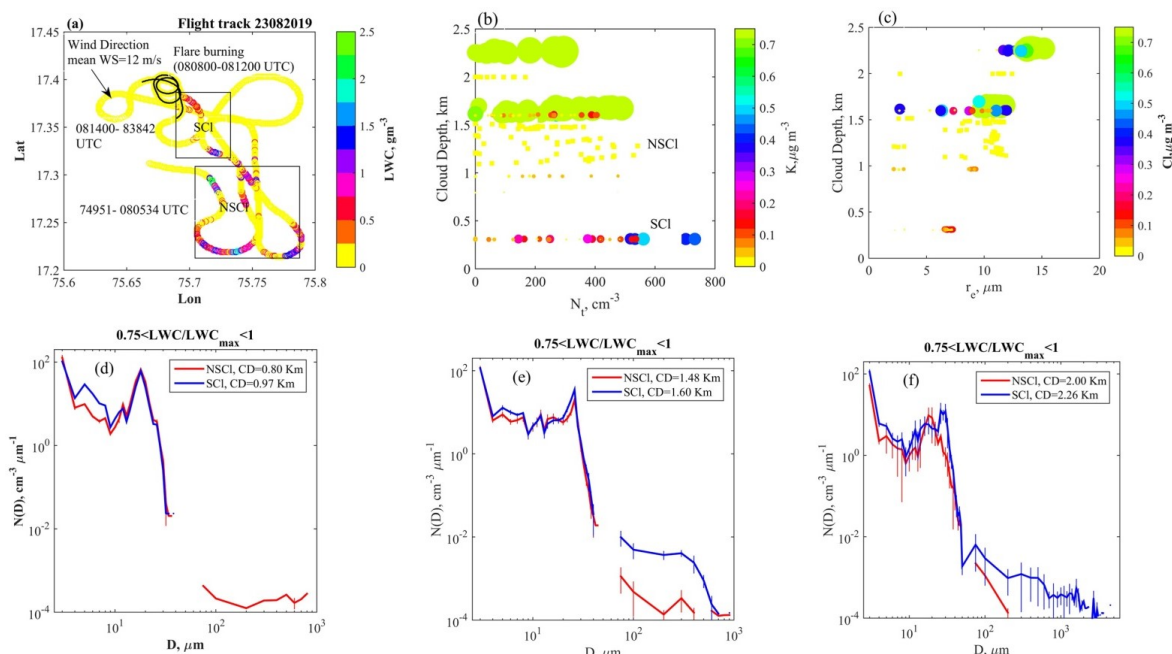 (a)
Flight track 23082019
17.45
17.4
17.35
17.3
17.25
17.2
Lat
Wind Direction
mean WS=12 m/s
Flare burning
(080800-081200 UTC)
SCl
081400- 83842
UTC
74951- 080534 UTC
NSCl
75.6
75.65
75.7
75.75
75.8
Lon
2.5
2
1.5
1
0.5
0
LWC, gm-3
(b)
3
2.5
2
1.5
1
0.5
0
Cloud Depth, km
NSCl
SCl
0
200
400
600
800
Nt, cm-3
0.7
0.6
0.5
0.4
0.3
0.2
0.1
0
K,µg m-3
(c)
3
2.5
2
1.5
1
0.5
0
Cloud Depth, km
0
5
10
15
20
re, µm
0.7
0.6
0.5
0.4
0.3
0.2
0.1
0
Cl,µg m-3
0.75<LWC/LWCmax<1
(d)
NSCl, CD=0.80 Km
SCl, CD=0.97 Km
10^2
10^0
10^-2
10^-4
N(D), cm-3 µm-1
10^1
10^2
10^3
D, µm
0.75<LWC/LWCmax<1
(e)
NSCl, CD=1.48 Km
SCl, CD=1.60 Km
10^2
10^0
10^-2
10^-4
N(D), cm-3 µm-1
10^1
10^2
10^3
D, µm
0.75<LWC/LWCmax<1
(f)
NSCl, CD=2.00 Km
SCl, CD=2.26 Km
10^2
10^0
10^-2
10^-4
N(D), cm-3 µm-1
10^1
10^2
10^3
D, µm